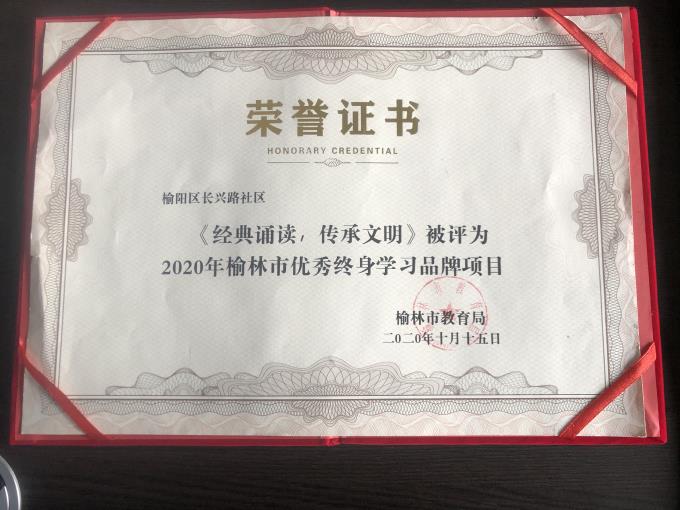 荣誉证书
HONORARY CREDENTIAL
榆阳区长兴路社区
《经典诵读，传承文明》被评为
2020年榆林市优秀终身学习品牌项目
榆林市教育局
二〇二〇年十月十五日